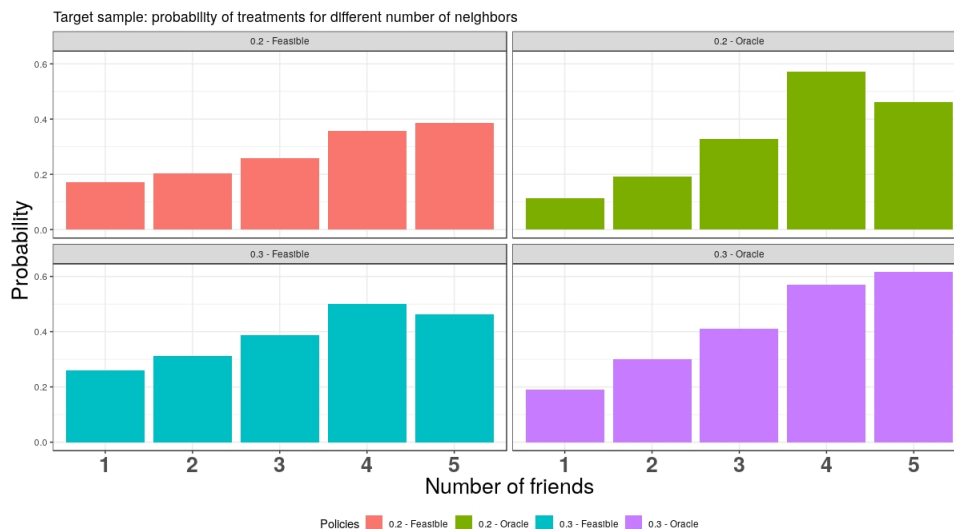 Target sample: probability of treatments for different number of neighbors
0.2 - Feasible
0.2 - Oracle
0.6
0.4
0.2
0.0
0.3 - Feasible
0.3 - Oracle
0.6
0.4
0.2
0.0
Probability
1 2 3 4 5
1 2 3 4 5
Number of friends
Policies 0.2 - Feasible 0.2 - Oracle 0.3 - Feasible 0.3 - Oracle